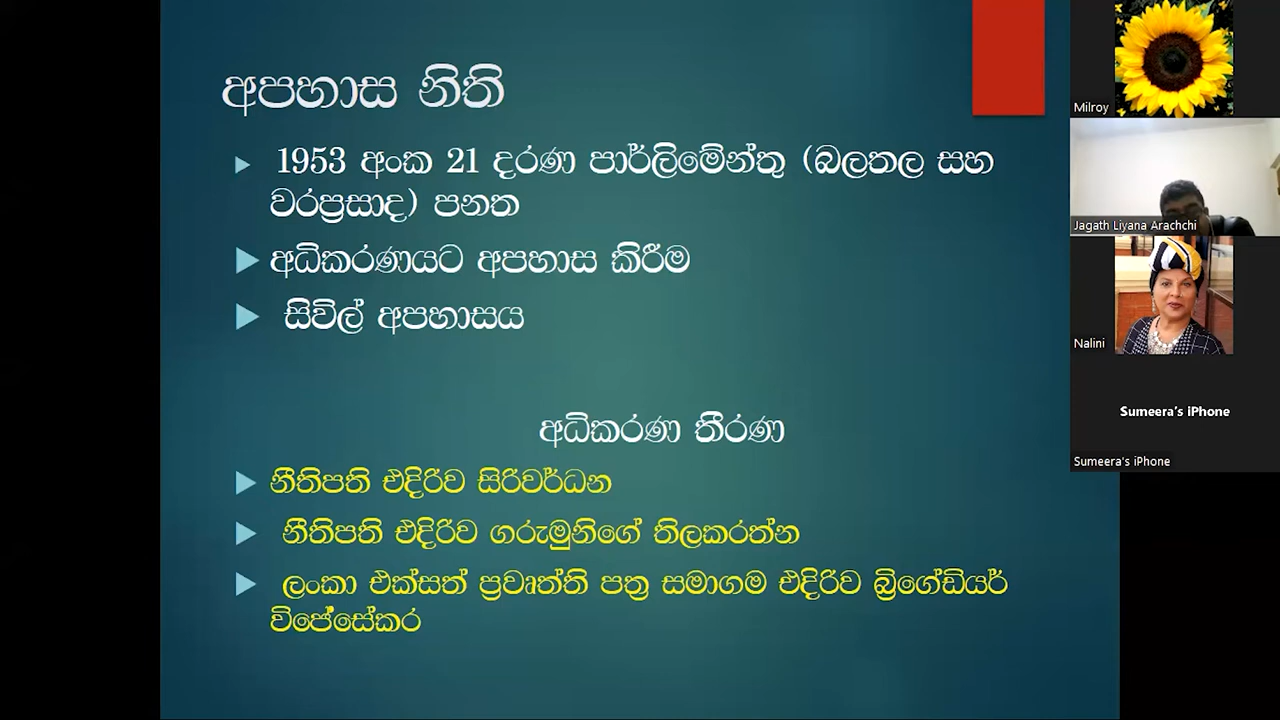 අපහාස නිති
1953 අංක 21 දරණ පාර්ලිමේන්තු (බලතල සහ
වරප්‍රසාද) පනත
අධිකරණයට අපහාස කිරීම
සිවිල් අපහාසය
අධිකරණ තීරණ
නීතිපති එදිරිව සිරිවර්ධන
නීතිපති එදිරිව ගරුමුනිගේ තිලකරත්න
ලංකා එක්සත් ප්‍රවෘත්ති පත්‍ර සමාගම එදිරිව බ්‍රිගේඩියර්
විජේසේකර
Milroy
Jagath Liyana Arachchi
Nalini
Sumeera's iPhone
Sumeera's iPhone